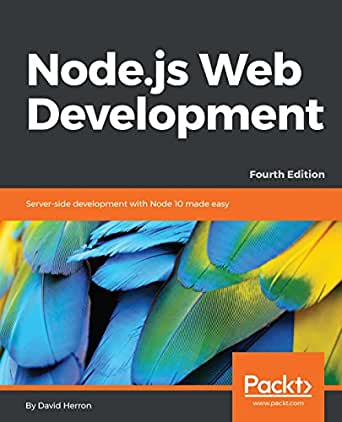 Node.js Web
Development
Fourth Edition
Server-side development with Node 10 made easy
By David Herron
Packt>
www.packt.com